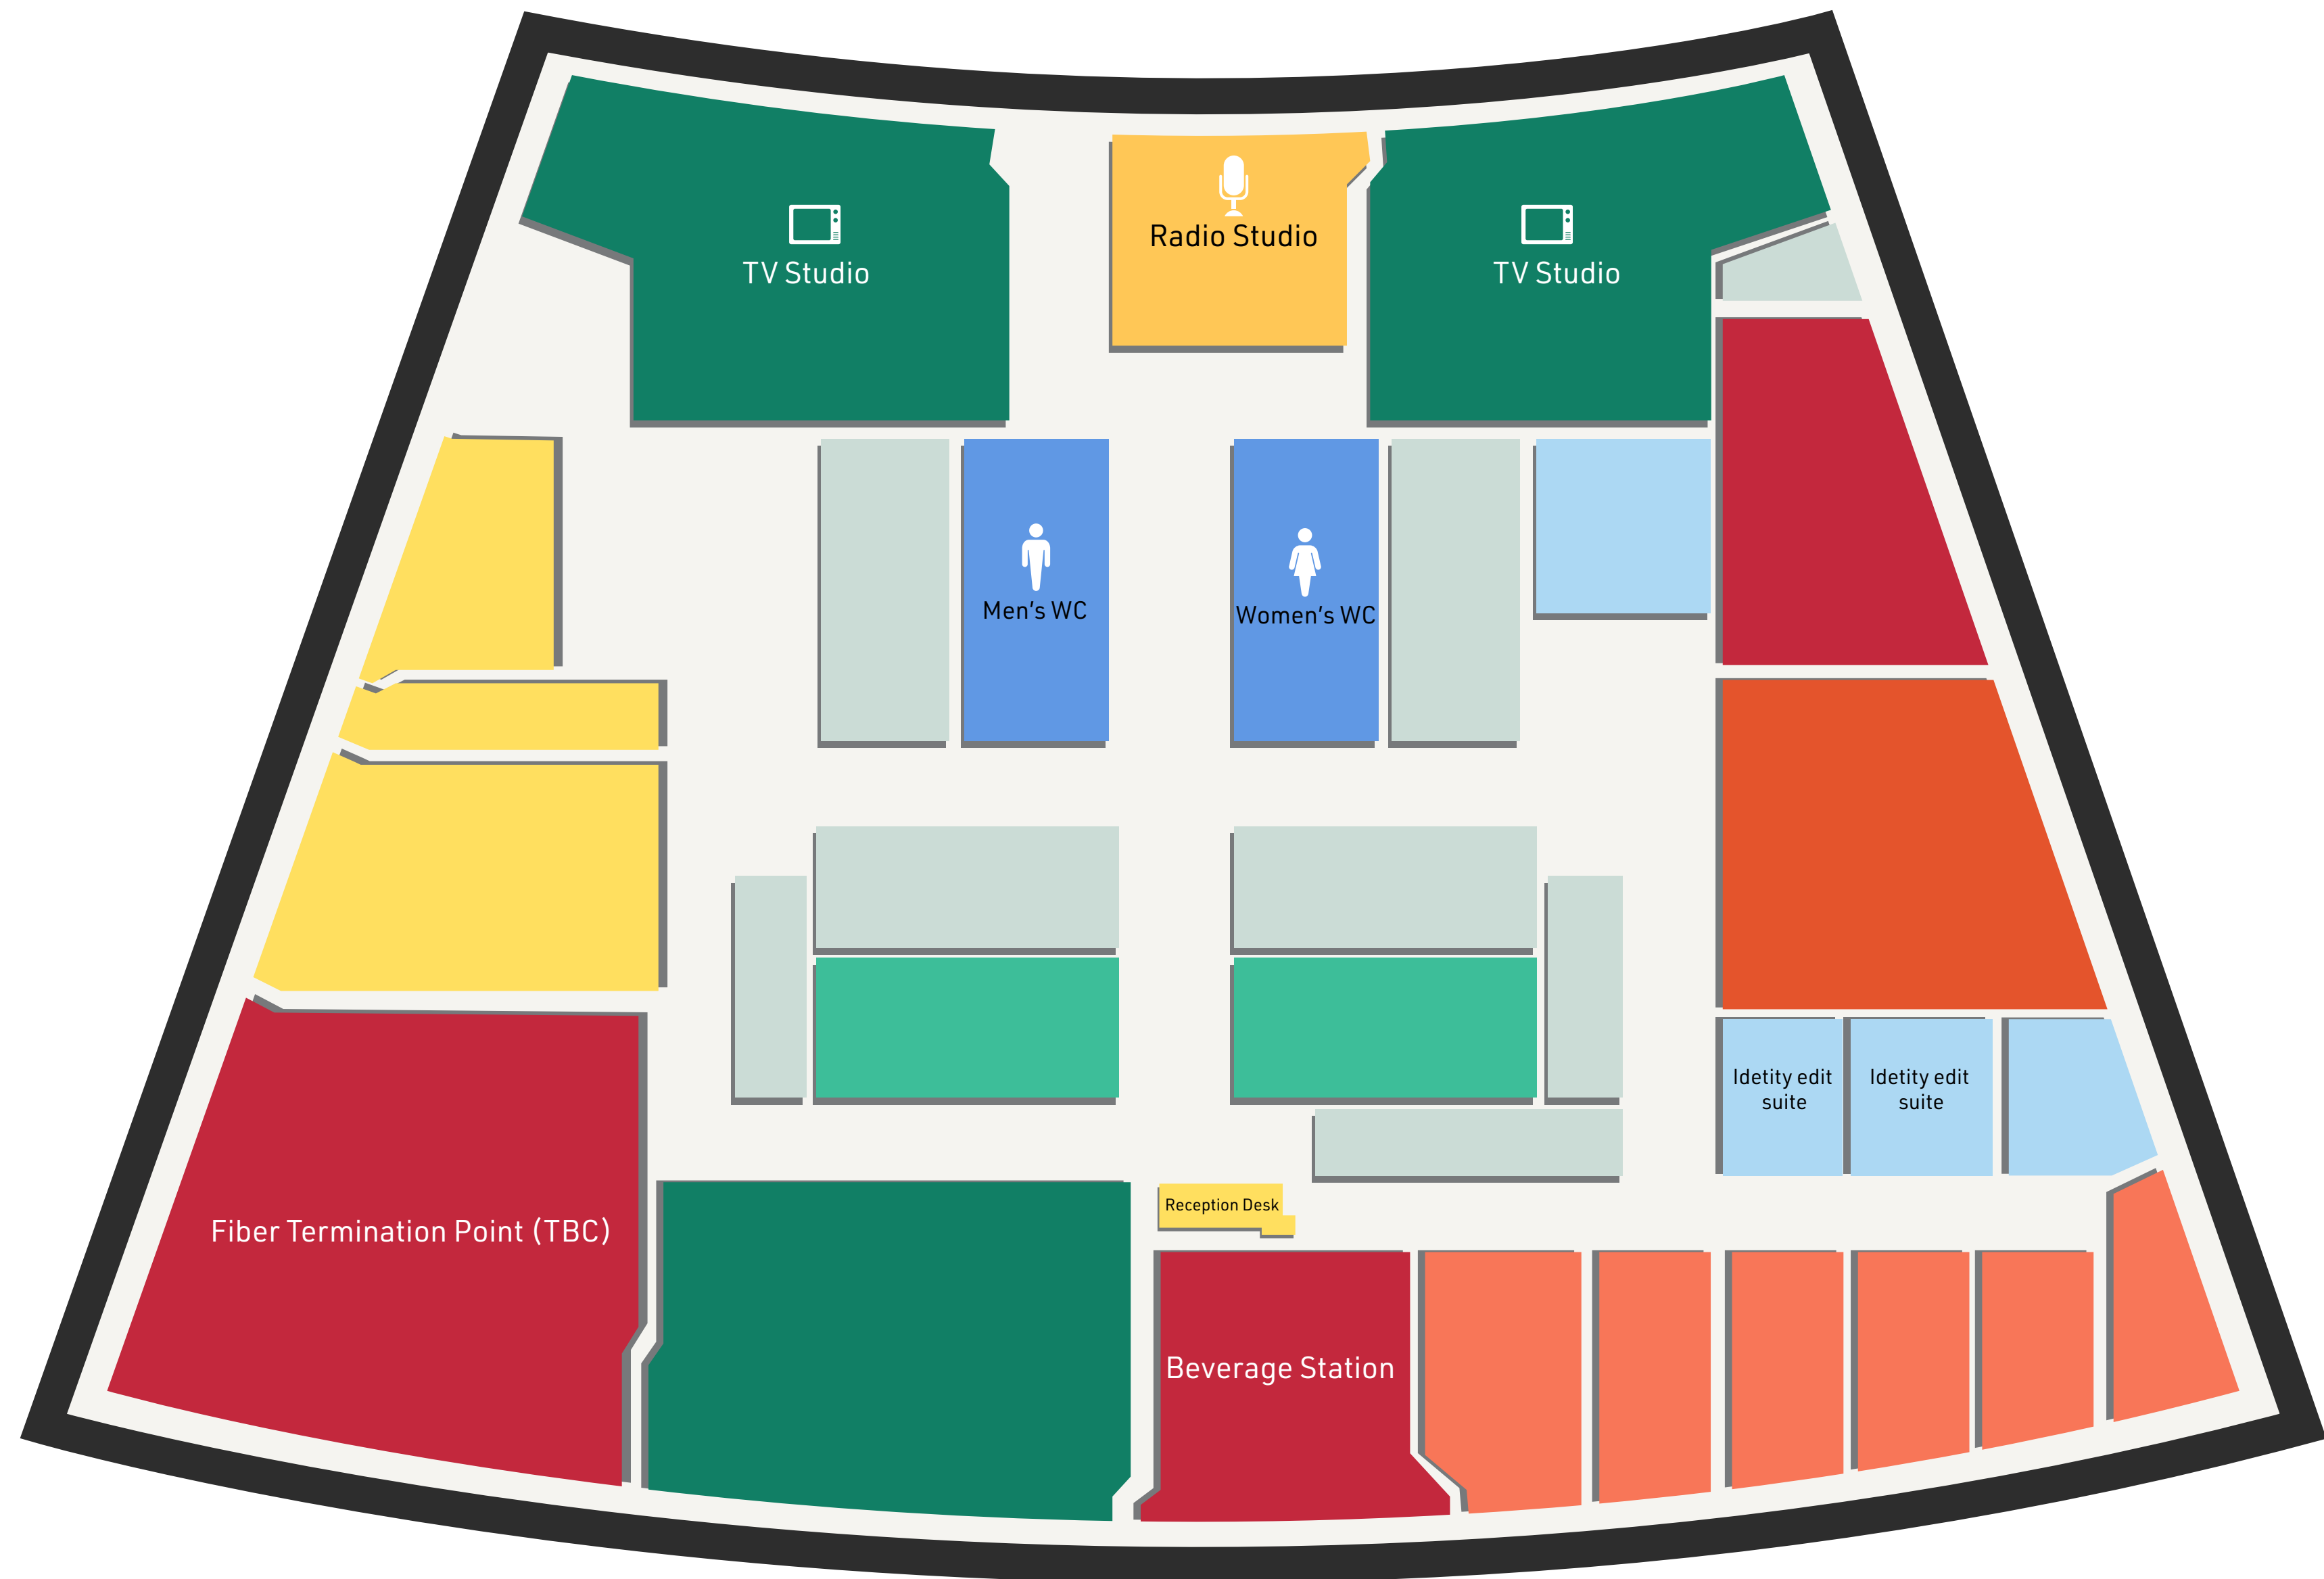 Radio Studio
TV Studio
TV Studio
Men's WC
Women's WC
Idetity edit
suite
Idetity edit
suite
Reception Desk
Fiber Termination Point (TBC)
Beverage Station